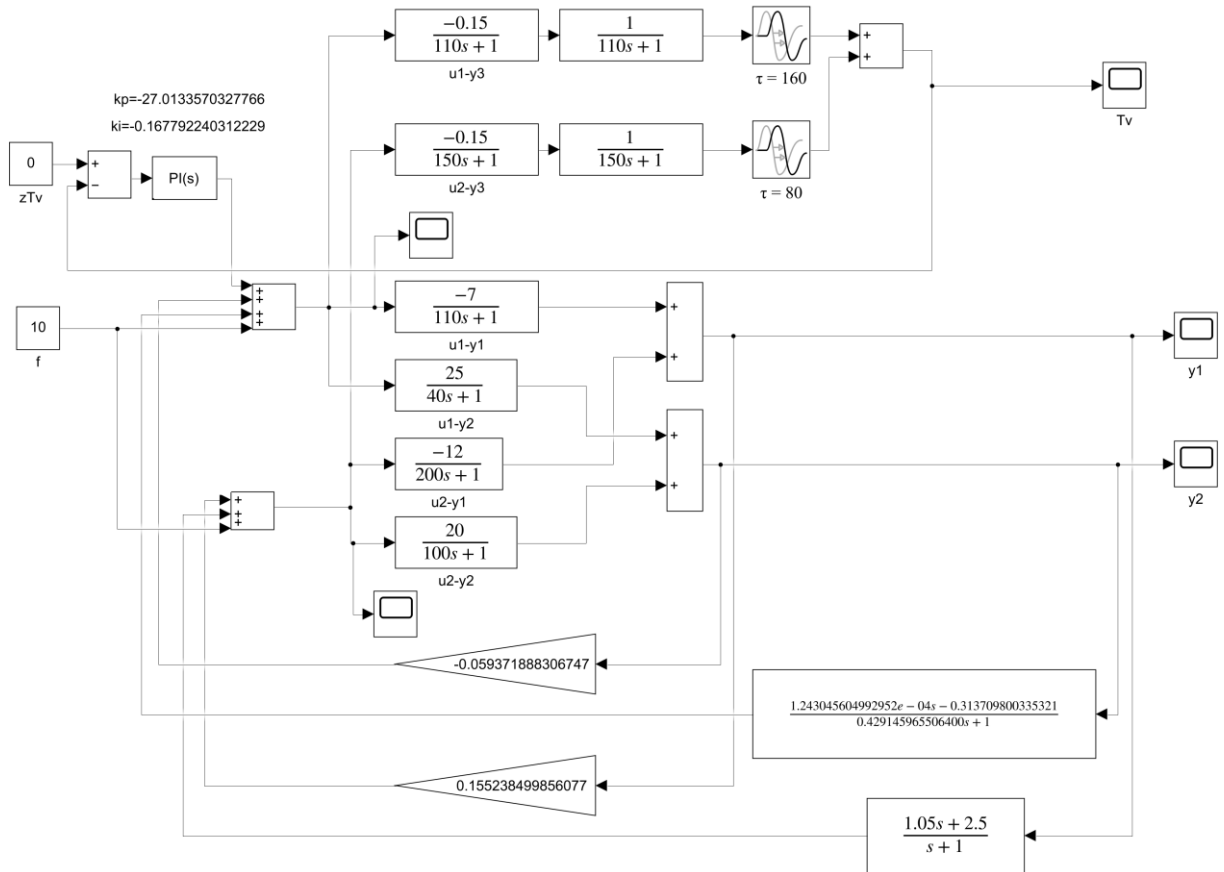 −0.15
110s + 1
u1-y3
1
110s + 1
τ = 160
+
+
Tv
kp=-27.0133570327766
ki=-0.167792240312229
−0.15
150s + 1
u2-y3
1
150s + 1
τ = 80
0
zTv
+
−
PI(s)
+
+
+
+
10
f
−7
110s + 1
u1-y1
+
+
y1
25
40s + 1
u1-y2
+
+
y2
−12
200s + 1
u2-y1
+
+
+
20
100s + 1
u2-y2
-0.059371888306747
1.243045604992952e − 04s − 0.313709800335321
0.429145965506400s + 1
0.155238499856077
1.05s + 2.5
s + 1